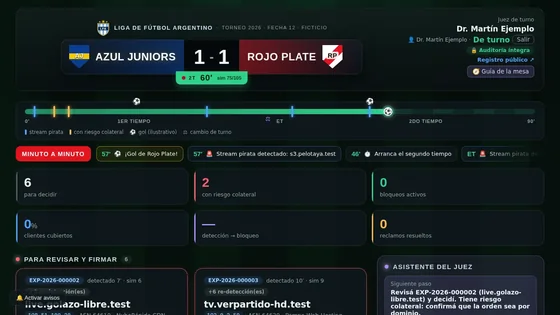 Juez de turno
LIGA DE FÚTBOL ARGENTINO · TORNEO 2026 · FECHA 12 · FICTICIO
Dr. Martín Ejemplo
Dr. Martín Ejemplo · De turno Salir
AZUL JUNIORS 1 - 1 ROJO PLATE
Auditoría íntegra
Registro público ↗
Guía de la mesa
2T 60'
0' 1ER TIEMPO ET 2DO TIEMPO 90'
stream pirata con riesgo colateral gol (ilustrativo) cambio de turno
MINUTO A MINUTO
57' ¡Gol de Rojo Plate!
57' Stream pirata detectado: s3.pelotaya.test
46' Arranca el segundo tiempo
ET Stream pirata
6
para decidir
2
con riesgo colateral
0
bloqueos activos
0%
clientes cubiertos
—
detección → bloqueo
0
reclamos resueltos
PARA REVISAR Y FIRMAR 6
EXP-2026-000002 detectado 7' · sim 6
live.golazo-libre.test
EXP-2026-000003 detectado 10' · sim 9
+6 re-detección(es)
tv.verpartido-hd.test
ASISTENTE DEL JUEZ
Siguiente paso
Revisá EXP-2026-000002 (live.golazo-libre.test) y decidí. Tiene riesgo
colateral: confirmá que la orden sea por
dominio.
Activar avisos